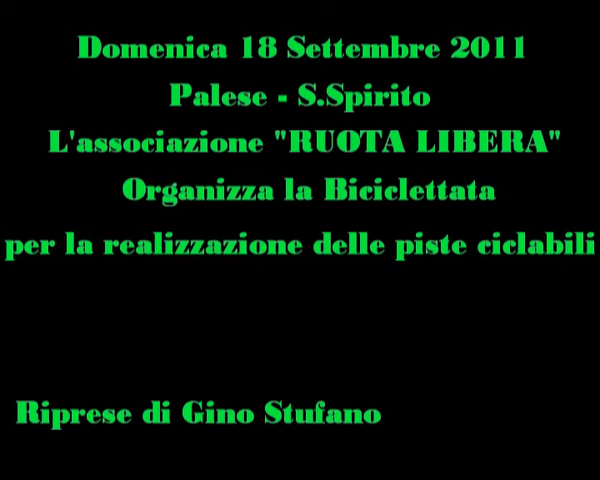 Domenica 18 Settembre 2011
Palese - S.Spirito
L'associazione "RUOTA LIBERA"
Organizza la Biciclettata
per la realizzazione delle piste ciclabili
Riprese di Gino Stufano